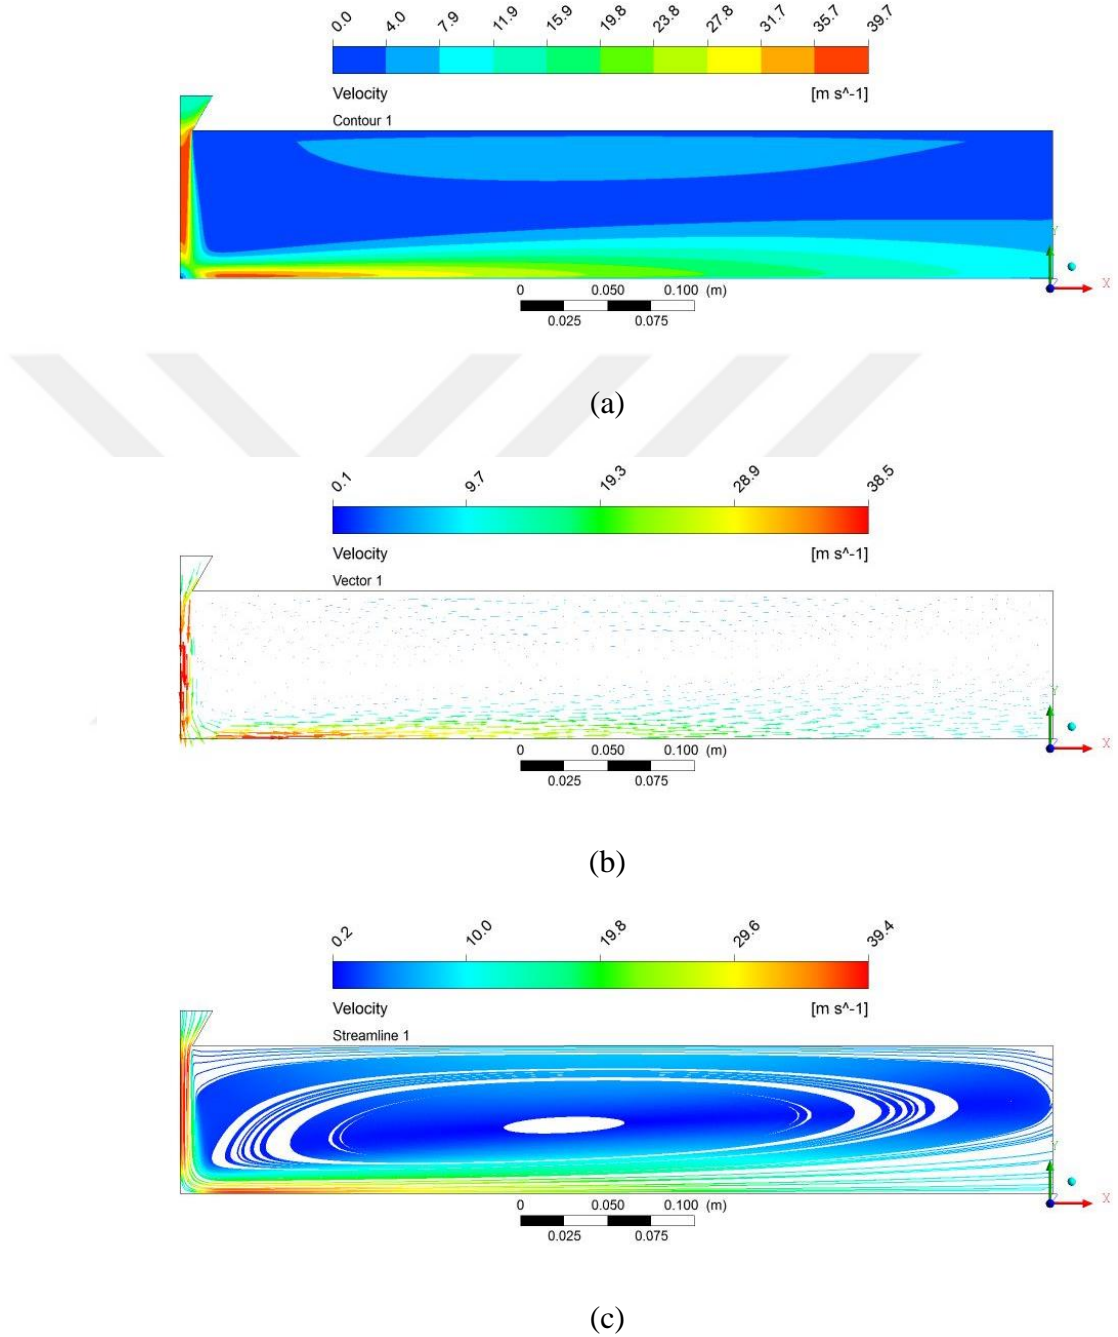 0.0 4.0 7.9 11.9 15.9 19.8 23.8 27.8 31.7 35.7 39.7
Velocity [m s^-1]
Contour 1
Y
X
0 0.050 0.100 (m)
0.025 0.075
(a)
0.1 9.7 19.3 28.9 38.5
Velocity [m s^-1]
Vector 1
Y
X
0 0.050 0.100 (m)
0.025 0.075
(b)
0.2 10.0 19.8 29.6 39.4
Velocity [m s^-1]
Streamline 1
Y
X
0 0.050 0.100 (m)
0.025 0.075
(c)